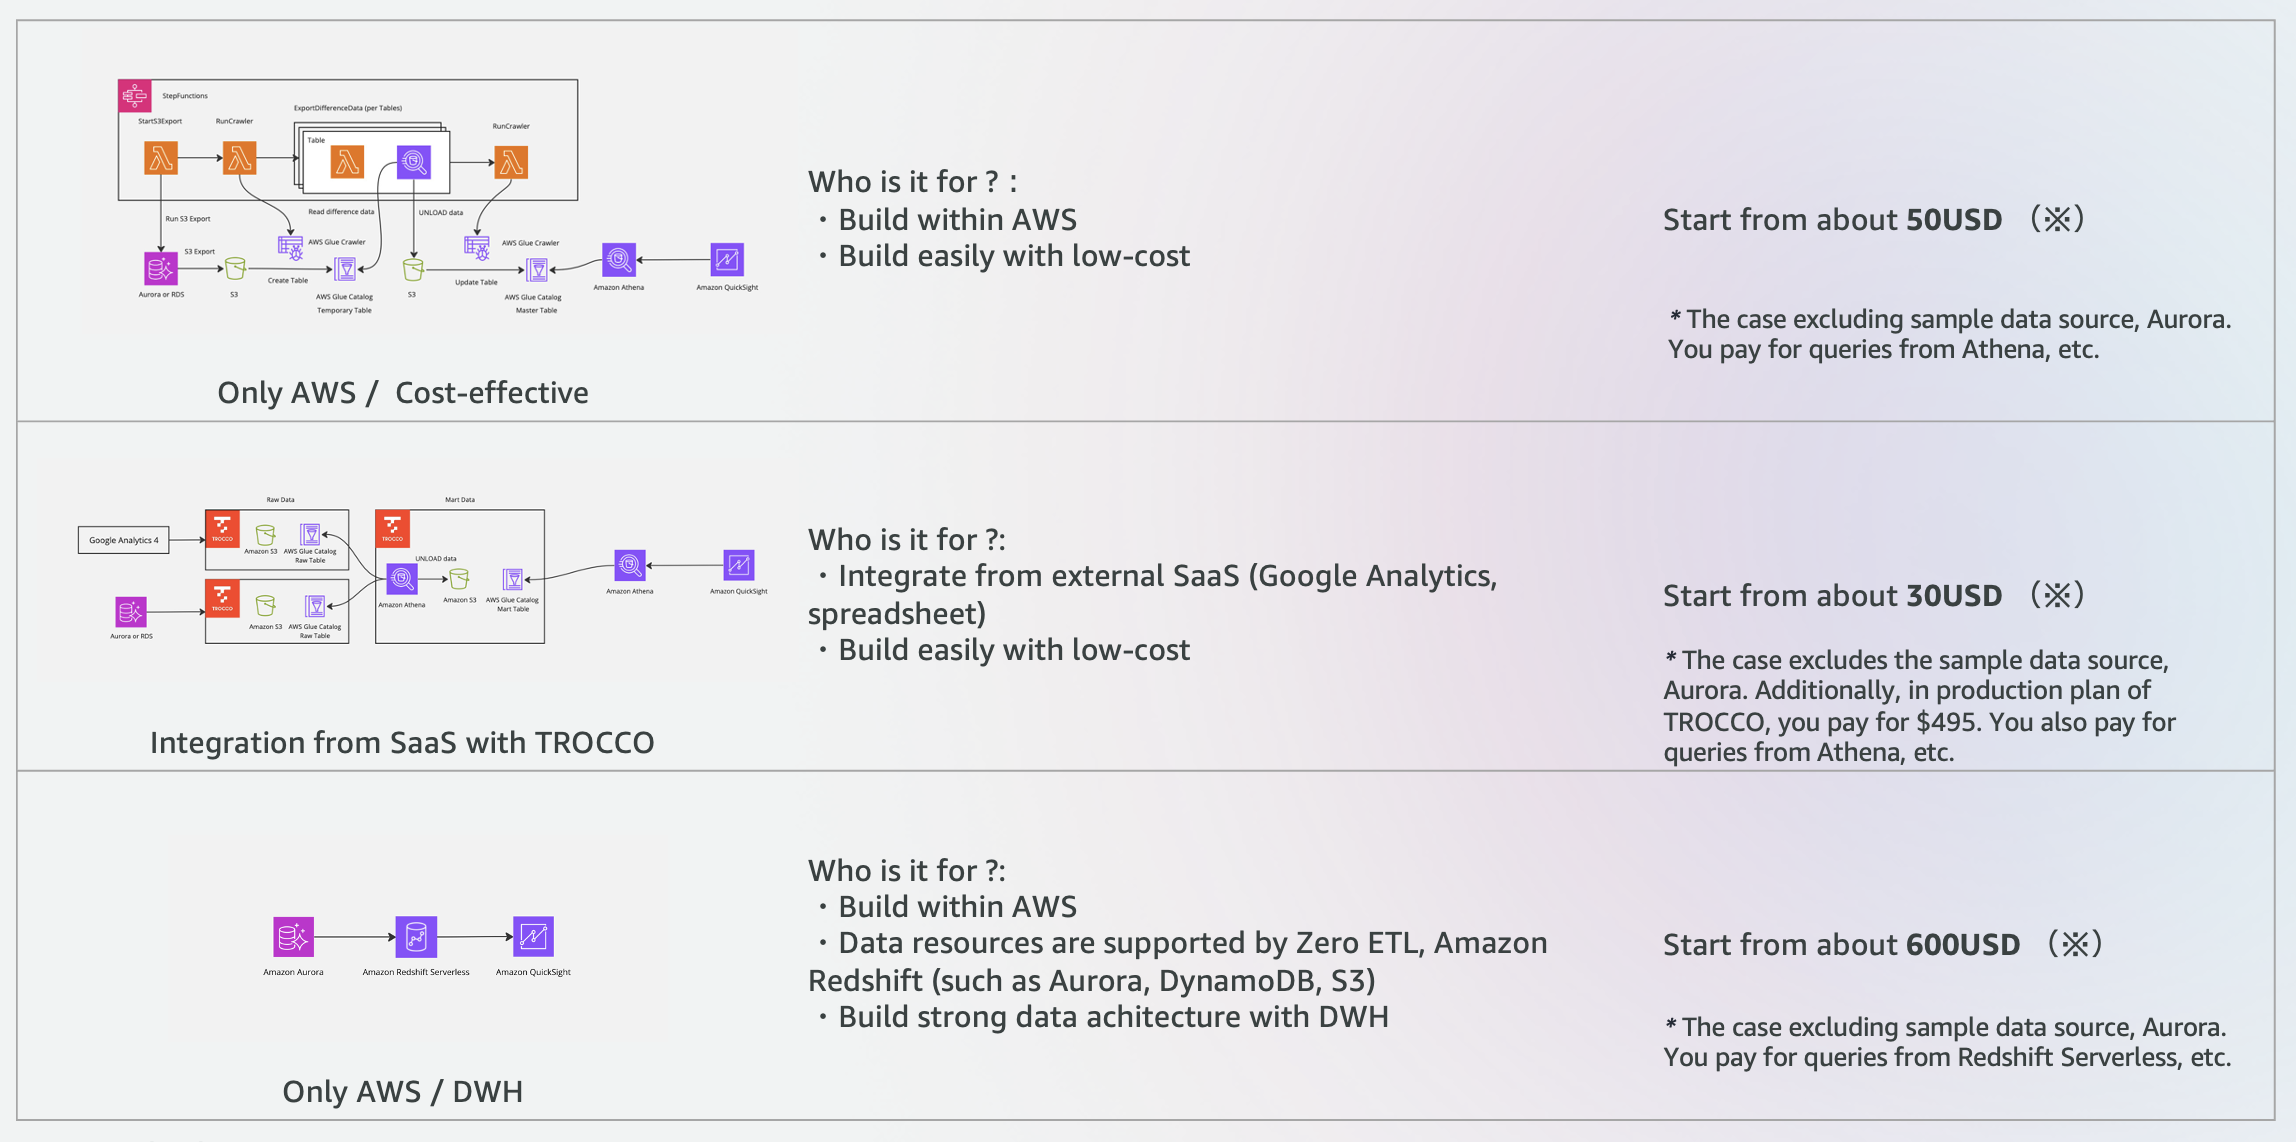 StepFunctions
ExportDifferenceData (per Tables)
StartS3Export
RunCrawler
RunCrawler
Table
Run S3 Export
Read difference data
UNLOAD data
S3 Export
AWS Glue Crawler
AWS Glue Crawler
Create Table
Update Table
Aurora or RDS
S3
AWS Glue Catalog
Temporary Table
S3
AWS Glue Catalog
Master Table
Amazon Athena
Amazon QuickSight
Only AWS / Cost-effective
Who is it for ? :
・Build within AWS
・Build easily with low-cost
Start from about 50USD （※）
* The case excluding sample data source, Aurora.
You pay for queries from Athena, etc.
Raw Data
Mart Data
Google Analytics 4
TROCCO
Amazon S3
AWS Glue Catalog
Raw Table
TROCCO
UNLOAD data
Amazon Athena
Amazon S3
AWS Glue Catalog
Mart Table
Amazon Athena
Amazon QuickSight
TROCCO
Amazon S3
AWS Glue Catalog
Raw Table
Aurora or RDS
Integration from SaaS with TROCCO
Who is it for ?:
・Integrate from external SaaS (Google Analytics,
spreadsheet)
・Build easily with low-cost
Start from about 30USD （※）
* The case excludes the sample data source,
Aurora. Additionally, in production plan of
TROCCO, you pay for $495. You also pay for
queries from Athena, etc.
Amazon Aurora
Amazon Redshift Serverless
Amazon QuickSight
Only AWS / DWH
Who is it for ?:
・Build within AWS
・Data resources are supported by Zero ETL, Amazon
Redshift (such as Aurora, DynamoDB, S3)
・Build strong data achitecture with DWH
Start from about 600USD （※）
* The case excluding sample data source, Aurora.
You pay for queries from Redshift Serverless, etc.